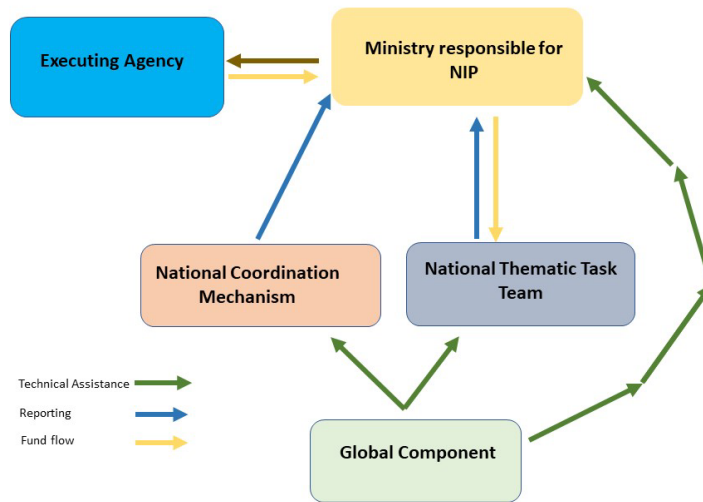 Executing Agency
Ministry responsible for
NIP
National Coordination
Mechanism
National Thematic Task
Team
Technical Assistance
Reporting
Fund flow
Global Component